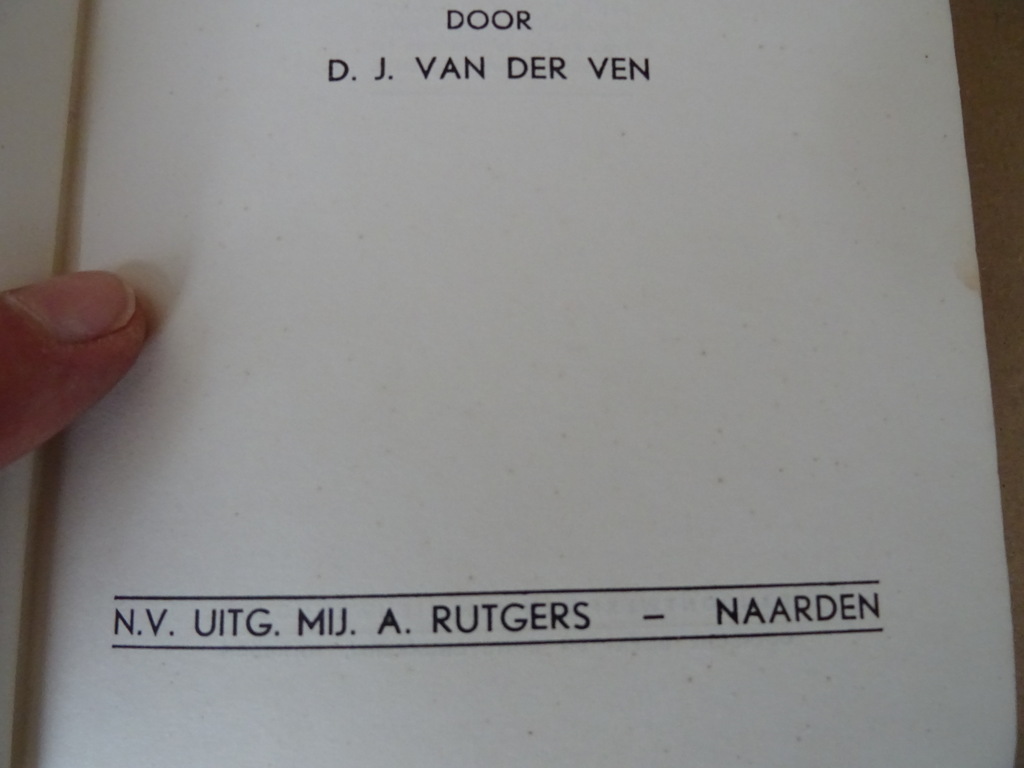 DOOR
D. J. VAN DER VEN
N.V. UITG. MIJ. A. RUTGERS – NAARDEN